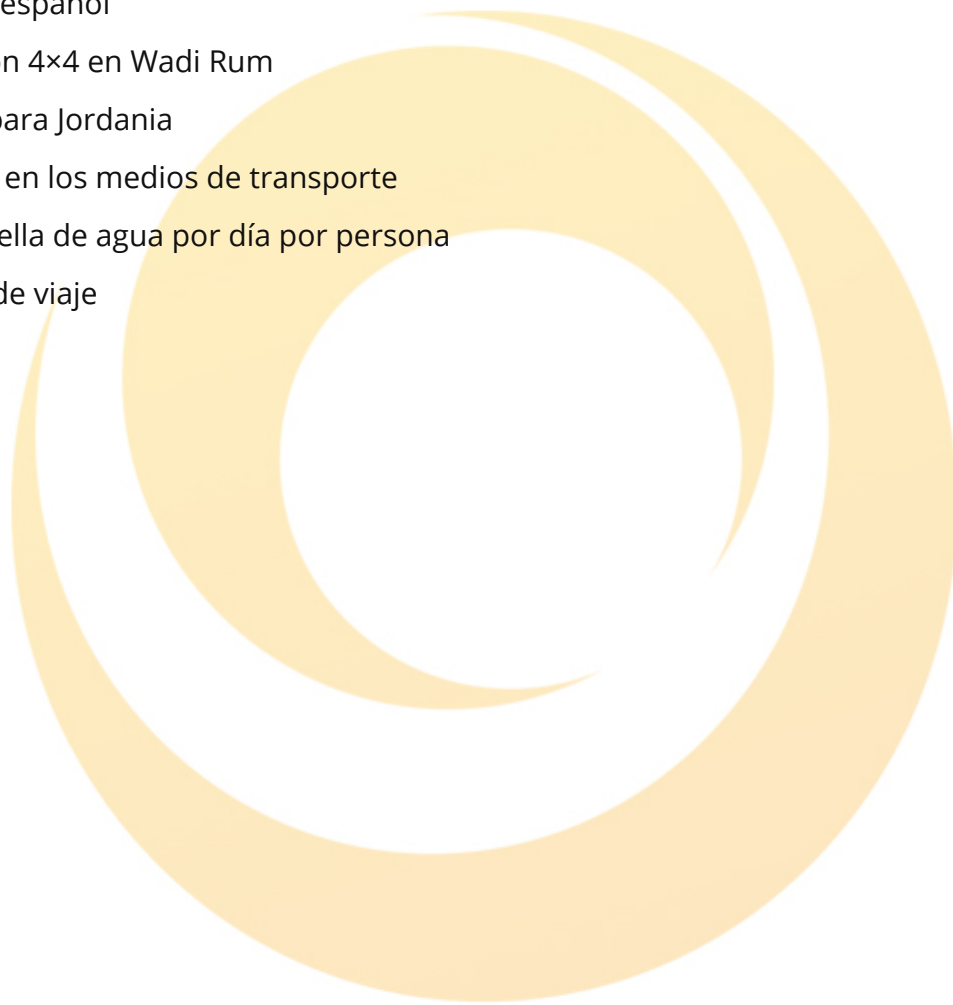 español
n 4×4 en Wadi Rum
para Jordania
en los medios de transporte
ella de agua por día por persona
de viaje